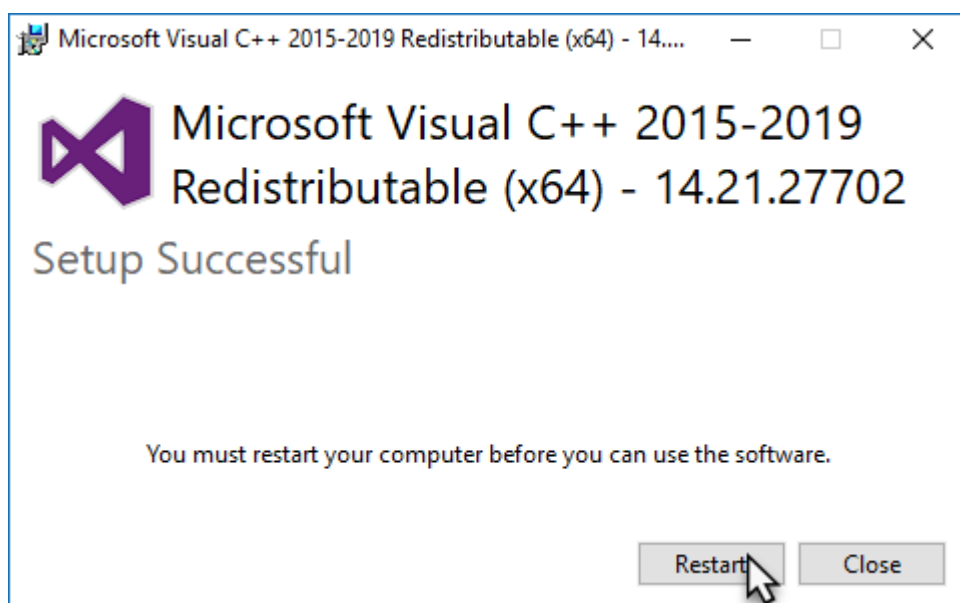 Microsoft Visual C++ 2015-2019 Redistributable (x64) - 14....
Microsoft Visual C++ 2015-2019
Redistributable (x64) - 14.21.27702
Setup Successful
You must restart your computer before you can use the software.
Restart
Close